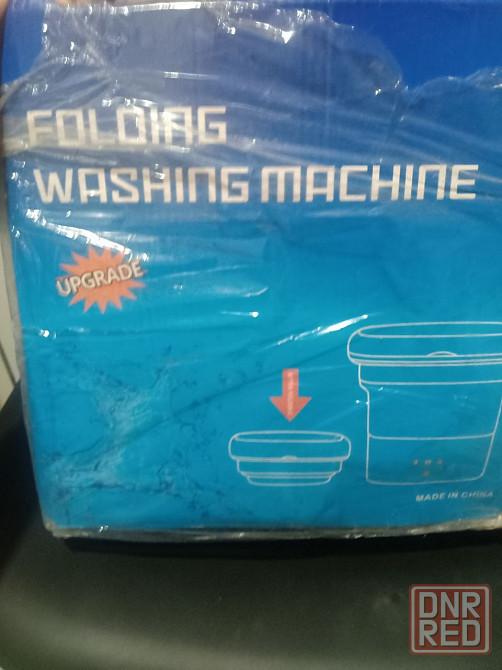 FOLDING
WASHING MACHINE
UPGRADE
MADE IN CHINA
DNR
RED